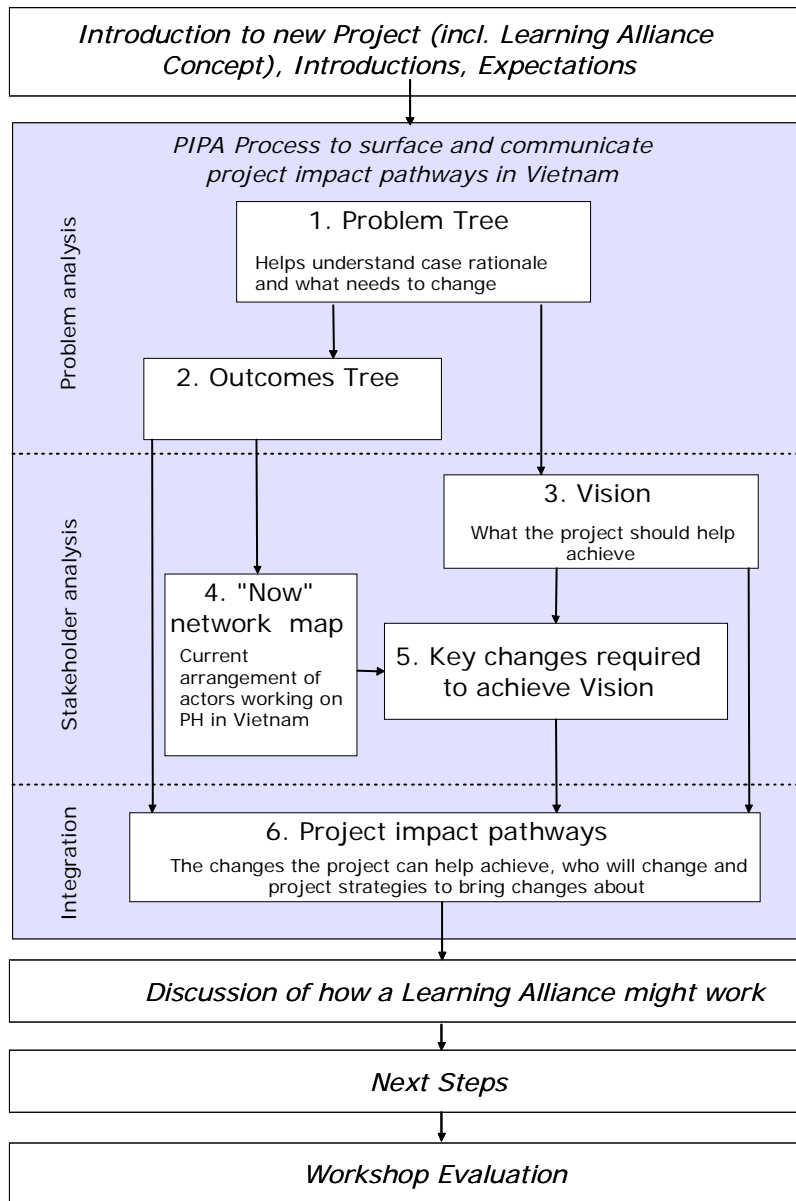 Introduction to new Project (incl. Learning Alliance
Concept), Introductions, Expectations
PIPA Process to surface and communicate
project impact pathways in Vietnam
Problem analysis
1. Problem Tree
Helps understand case rationale
and what needs to change
2. Outcomes Tree
Stakeholder analysis
3. Vision
What the project should help
achieve
4. "Now"
network map
Current
arrangement of
actors working on
PH in Vietnam
5. Key changes required
to achieve Vision
Integration
6. Project impact pathways
The changes the project can help achieve, who will change and
project strategies to bring changes about
Discussion of how a Learning Alliance might work
Next Steps
Workshop Evaluation